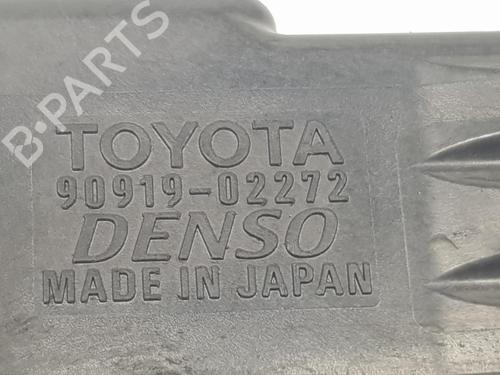 B-PARTS
TOYOTA
90919-02272
DENSO
MADE IN JAPAN